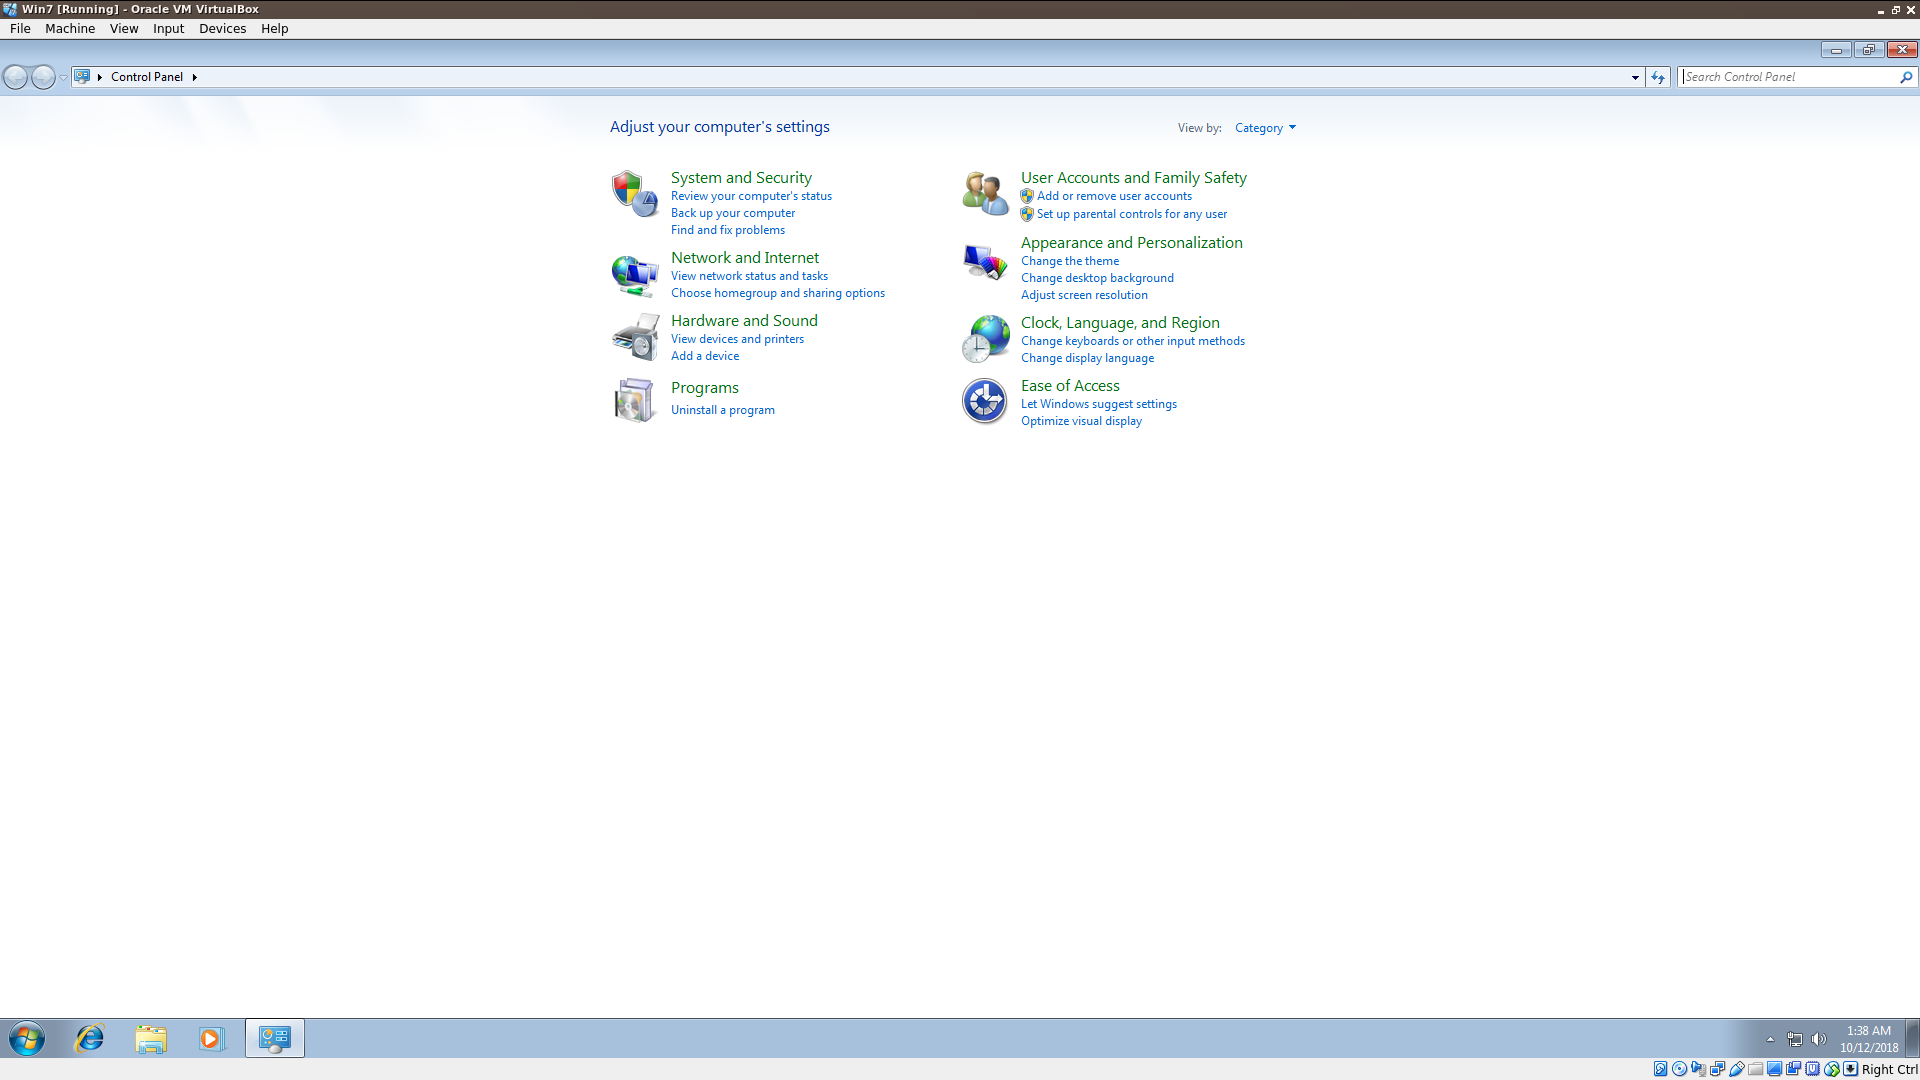 Win7 [Running] - Oracle VM VirtualBox
File Machine View Input Devices Help
Control Panel
Search Control Panel
Adjust your computer's settings
View by: Category
System and Security
Review your computer's status
Back up your computer
Find and fix problems
Network and Internet
View network status and tasks
Choose homegroup and sharing options
Hardware and Sound
View devices and printers
Add a device
Programs
Uninstall a program
User Accounts and Family Safety
Add or remove user accounts
Set up parental controls for any user
Appearance and Personalization
Change the theme
Change desktop background
Adjust screen resolution
Clock, Language, and Region
Change keyboards or other input methods
Change display language
Ease of Access
Let Windows suggest settings
Optimize visual display
1:38 AM
10/12/2018
Right Ctrl